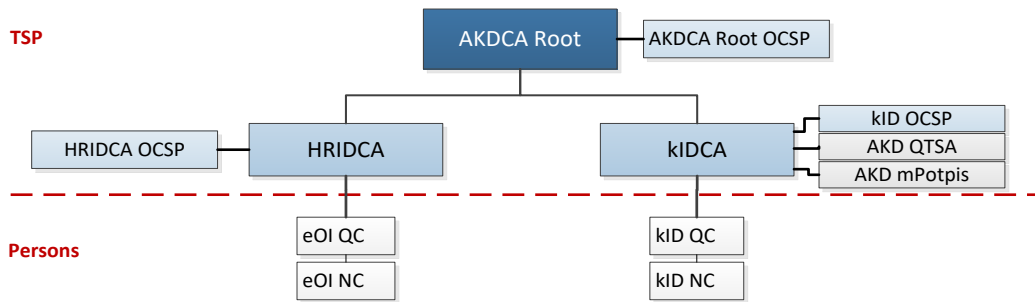 TSP
AKDCA Root
AKDCA Root OCSP
HRIDCA OCSP
HRIDCA
kIDCA
kID OCSP
AKD QTSA
AKD mPotpis
Persons
eOI QC
eOI NC
kID QC
kID NC